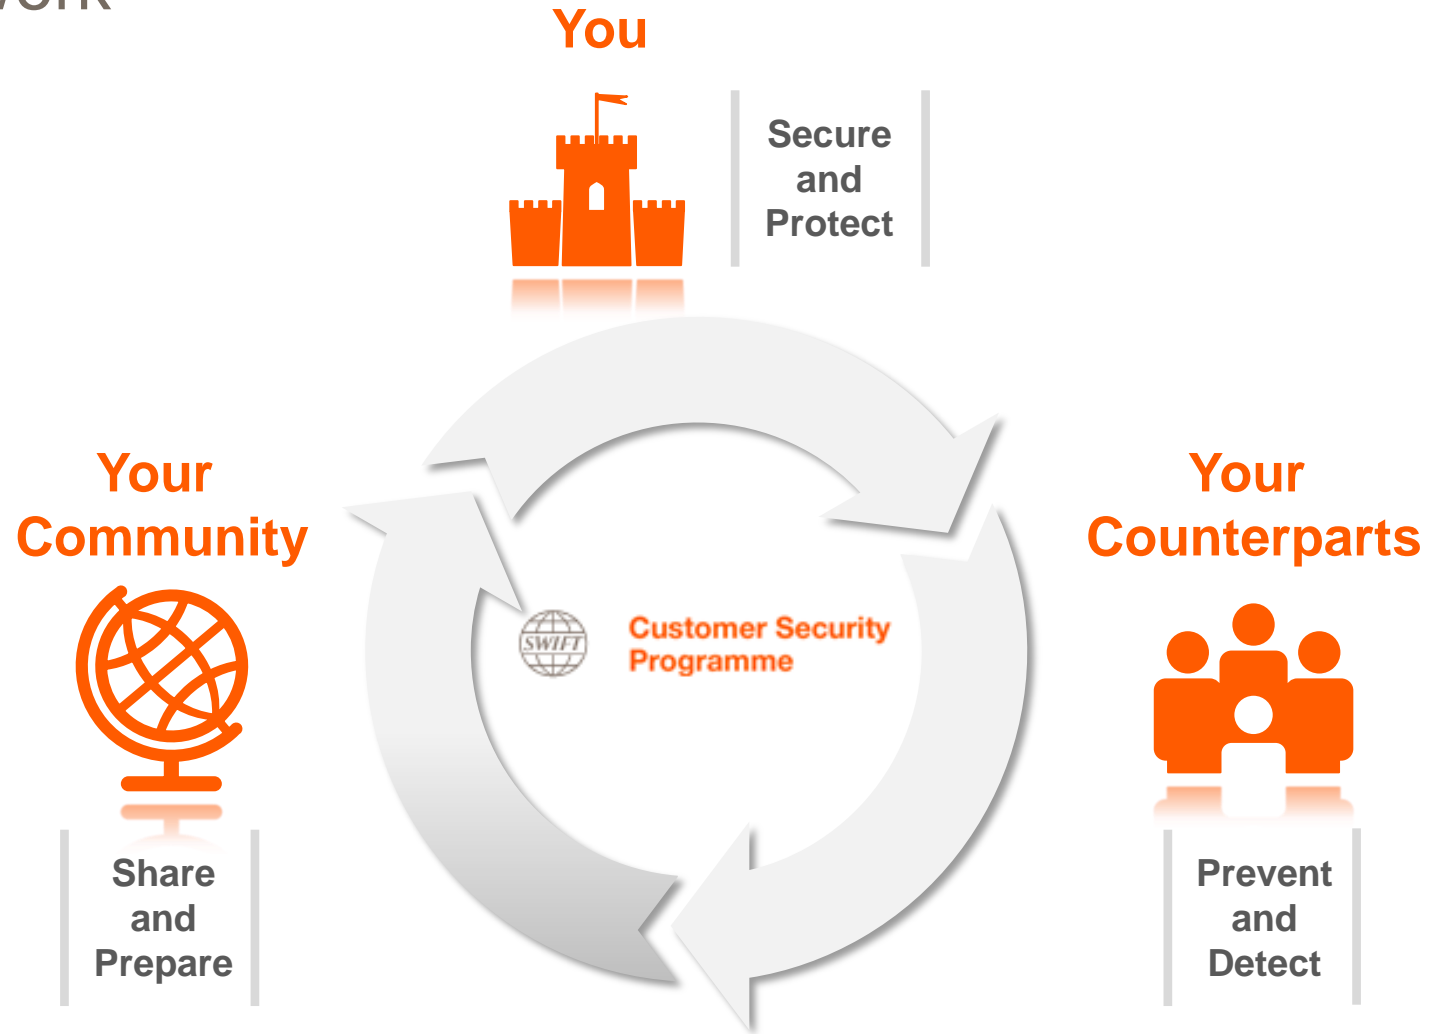 You
Secure
and
Protect
Your
Community
Your
Counterparts
SWIFT
Customer Security
Programme
Share
and
Prepare
Prevent
and
Detect